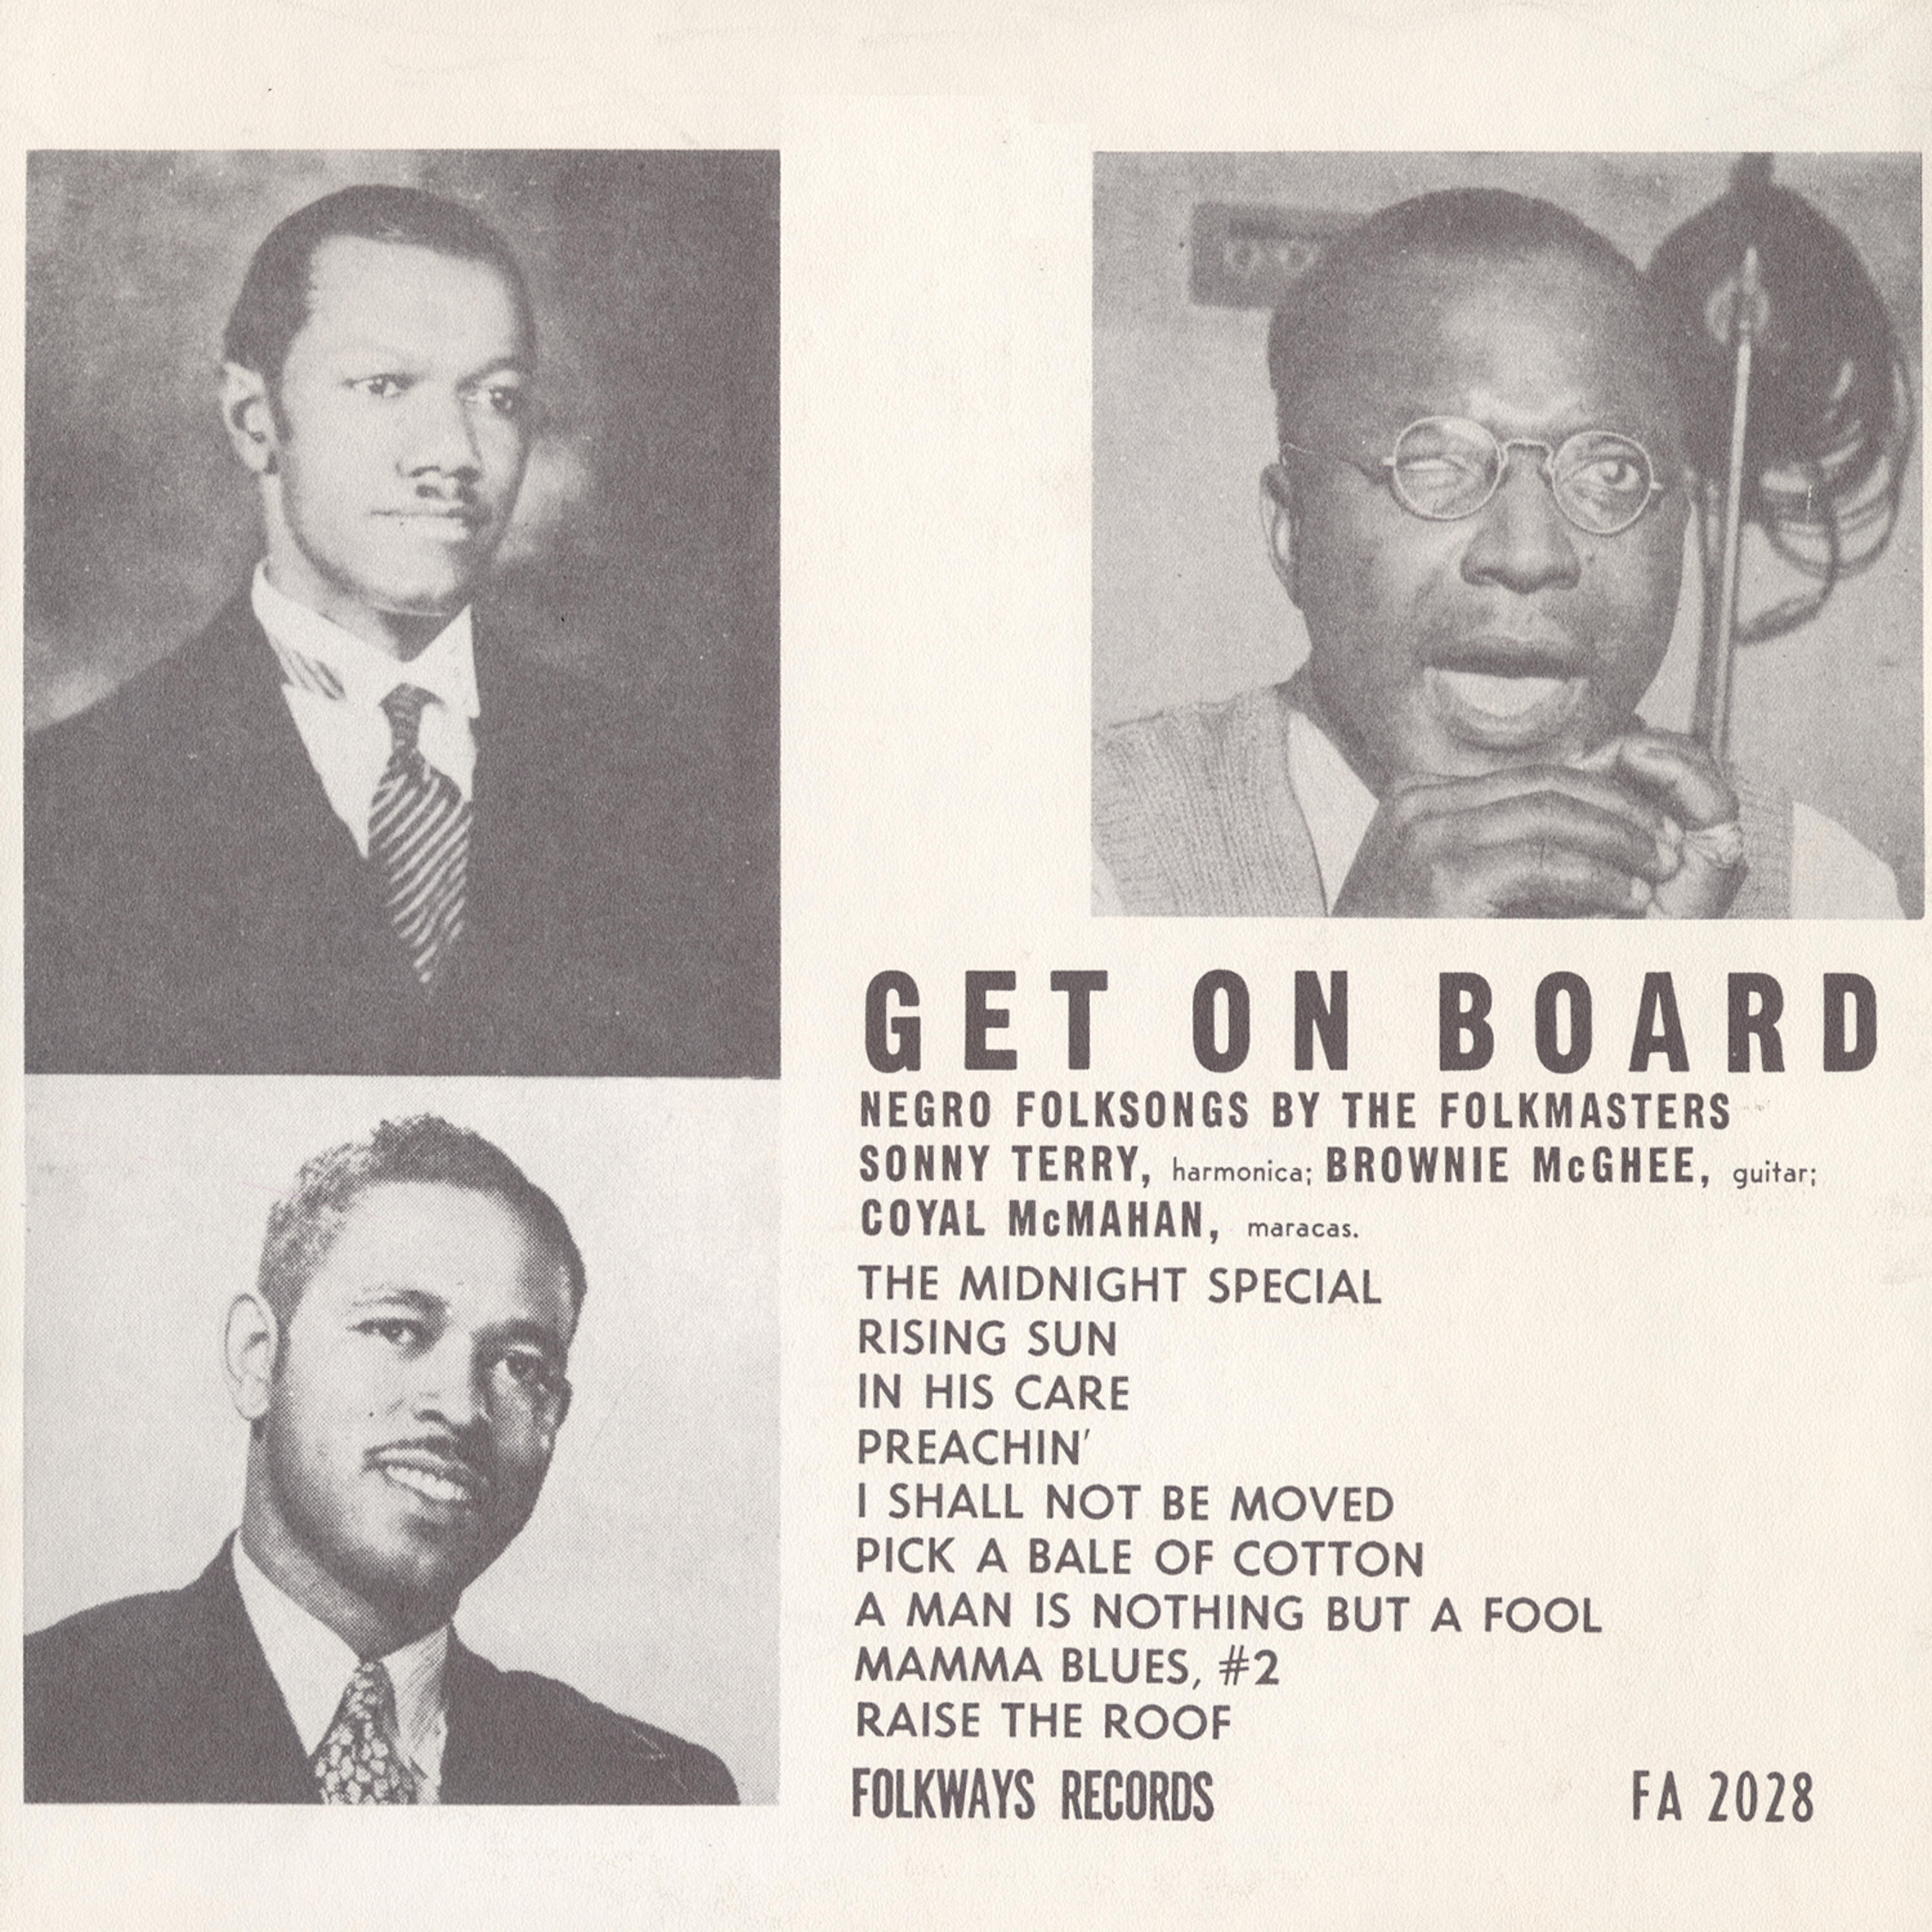 GET ON BOARD
NEGRO FOLKSONGS BY THE FOLKMASTERS
SONNY TERRY, harmonica; BROWNIE McGHEE, guitar;
COYAL McMAHAN, maracas.
THE MIDNIGHT SPECIAL
RISING SUN
IN HIS CARE
PREACHIN'
I SHALL NOT BE MOVED
PICK A BALE OF COTTON
A MAN IS NOTHING BUT A FOOL
MAMMA BLUES, #2
RAISE THE ROOF
FOLKWAYS RECORDS FA 2028